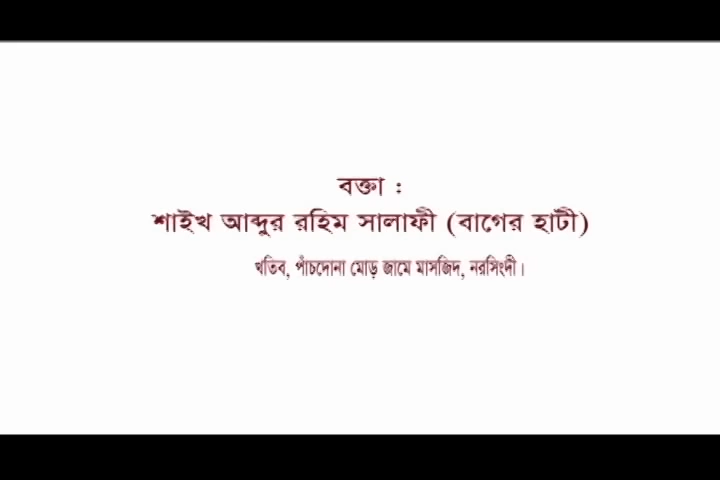 বক্তা :
শাইখ আব্দুর রহিম সালাফী (বাগের হাটী)
খতিব, পাঁচদোনা মোড় জামে মাসজিদ, নরসিংদী।